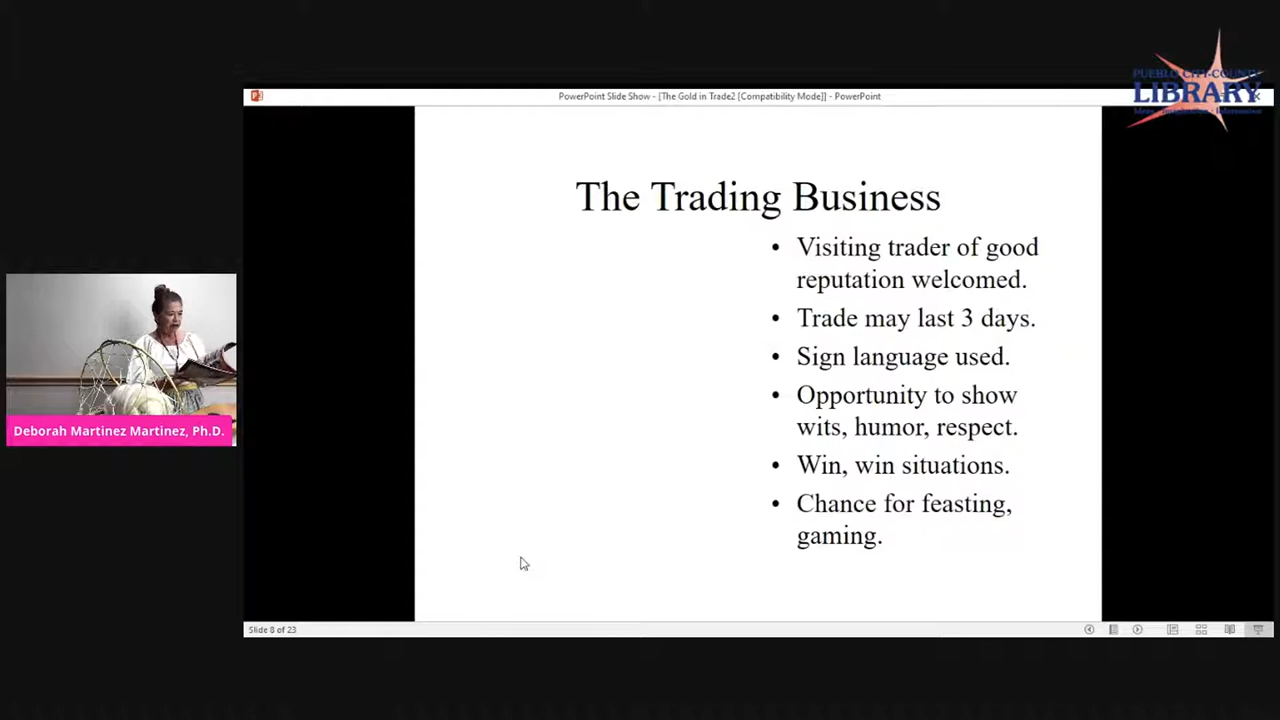 PUEBLO CITY-COUNTY
LIBRARY
PowerPoint Slide Show - [The Gold in Trade2 [Compatibility Mode]] - PowerPoint
The Trading Business
• Visiting trader of good
reputation welcomed.
• Trade may last 3 days.
• Sign language used.
• Opportunity to show
wits, humor, respect.
• Win, win situations.
• Chance for feasting,
gaming.
Deborah Martinez Martinez, Ph.D.
Slide 8 of 23